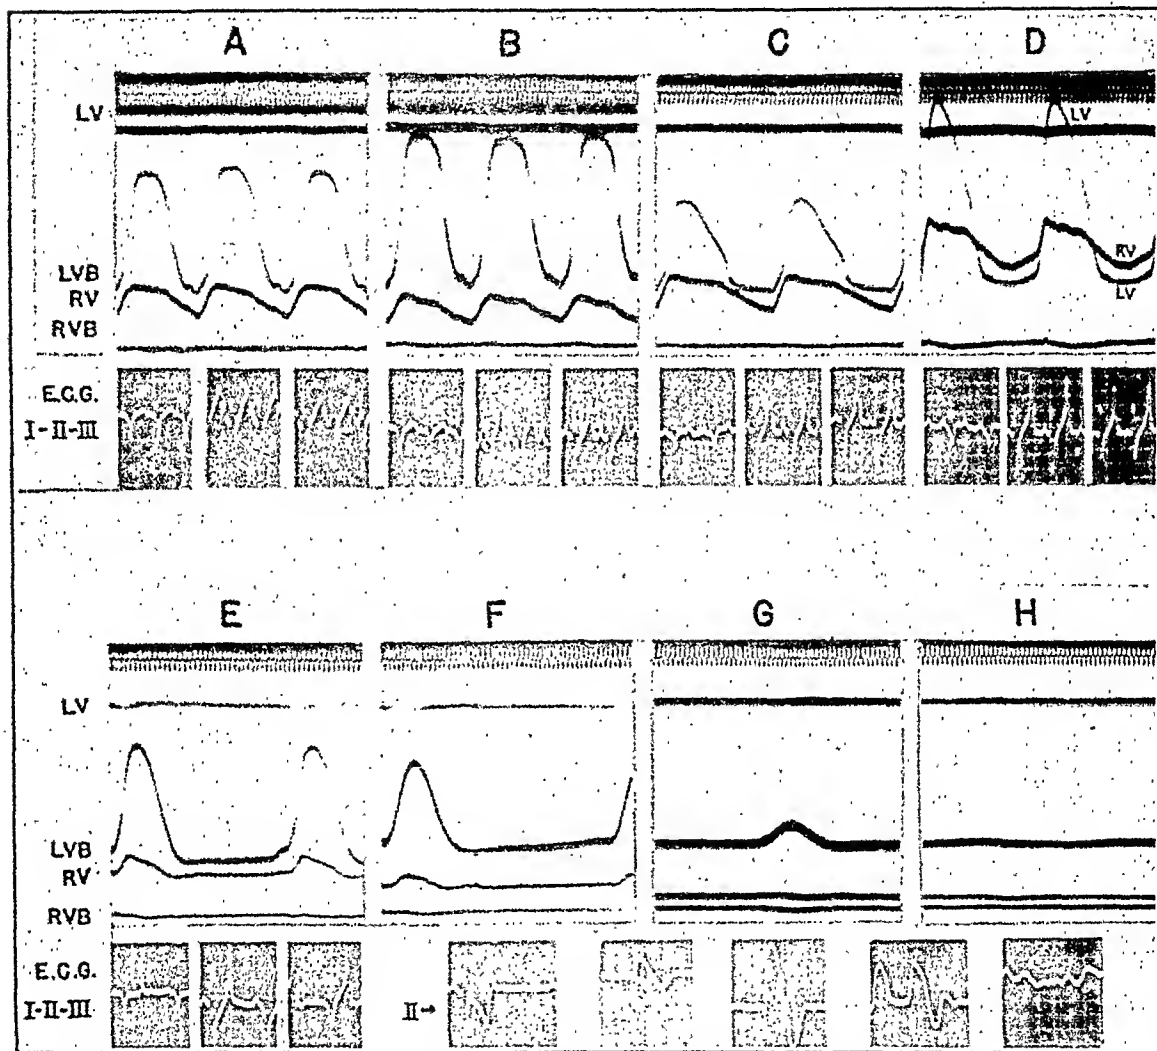 A B C D
LV
LV
LVB
RV
RVB
RV
LV
E.C.G.
I-II-III
E F G H
LV
LVB
RV
RVB
E.C.G.
I-II-III
II→